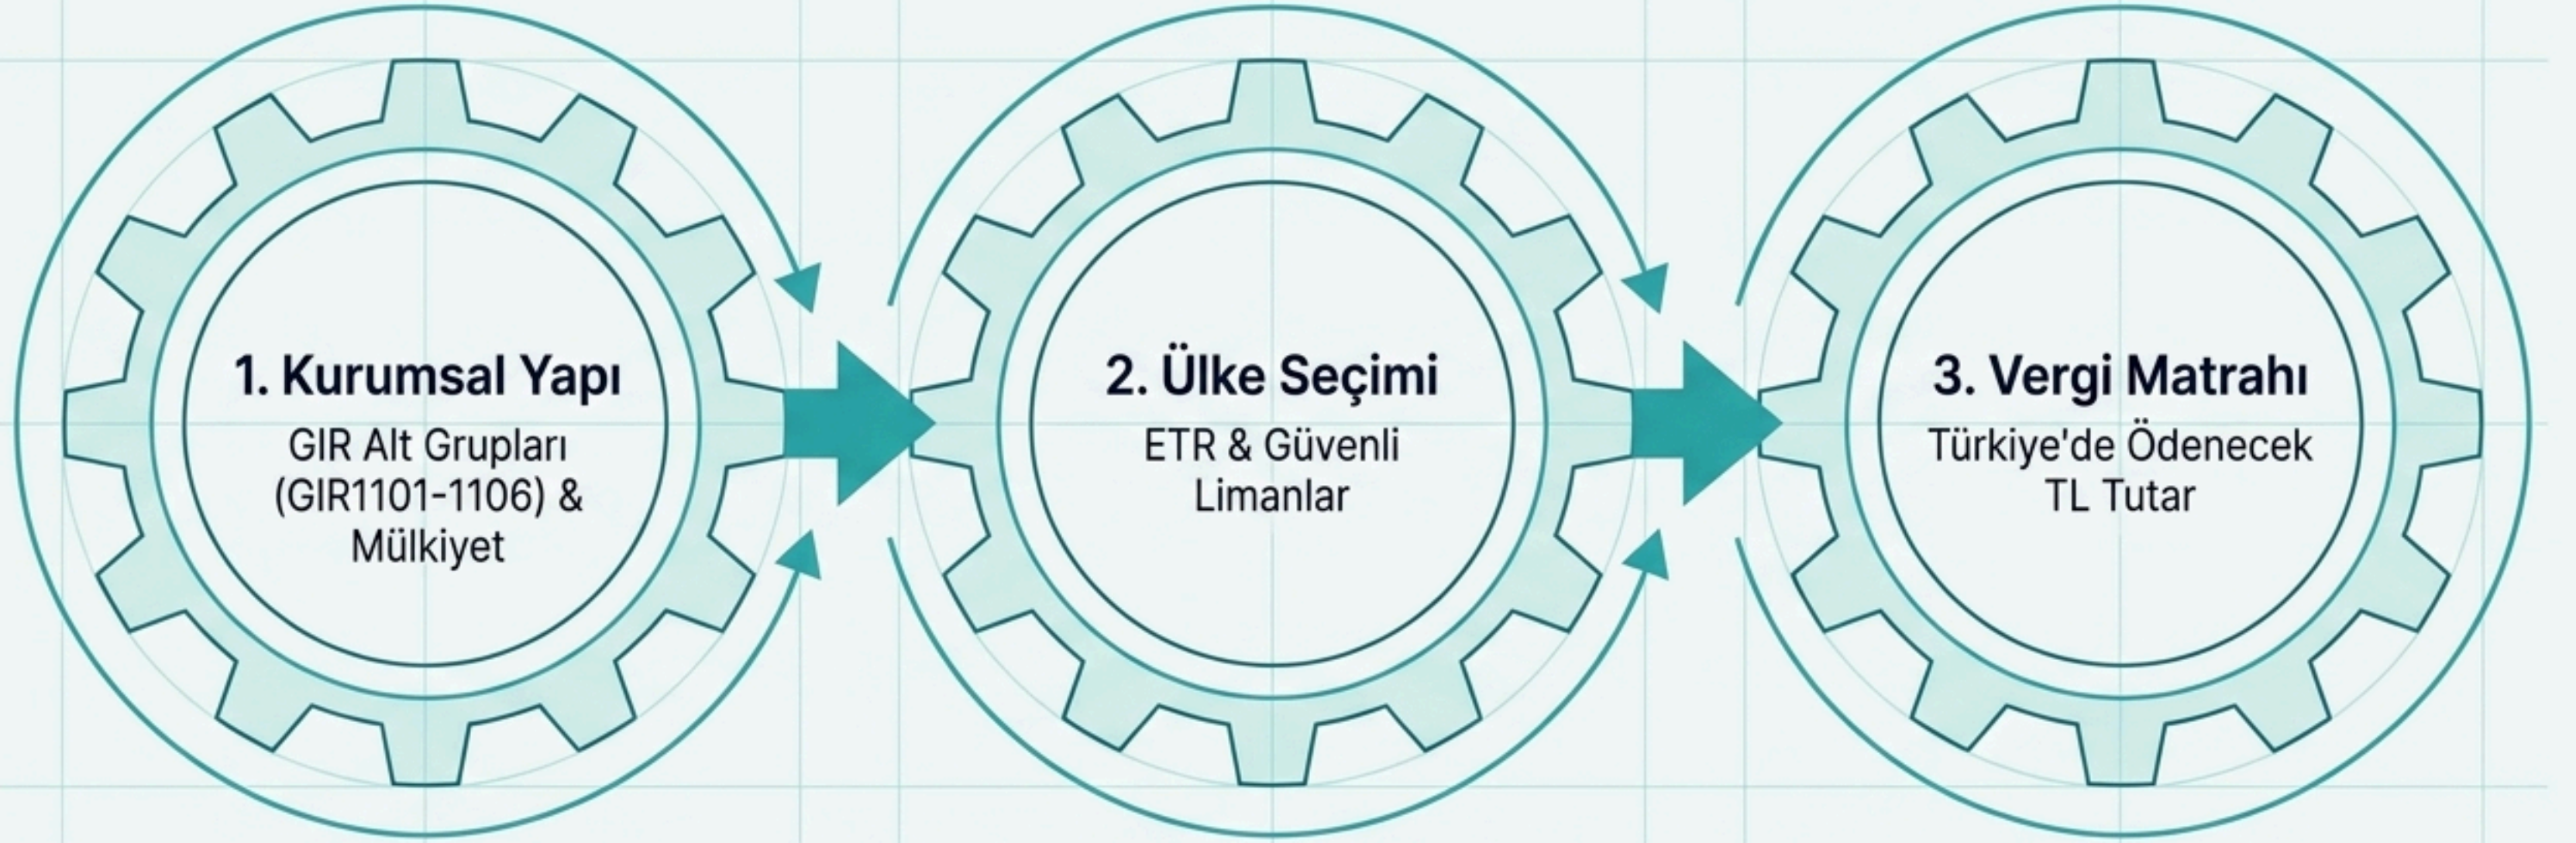 1. Kurumsal Yapı
GIR Alt Grupları
(GIR1101-1106) &
Mülkiyet
2. Ülke Seçimi
ETR & Güvenli
Limanlar
3. Vergi Matrahı
Türkiye'de Ödenecek
TL Tutar